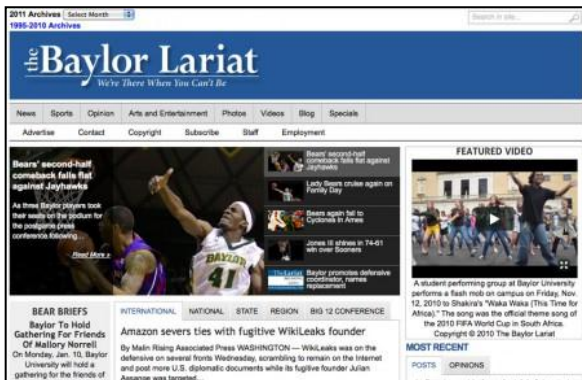 2011 Archives Select Month
1995-2010 Archives
Search in site...
the Baylor Lariat
We're There When You Can't Be
News Sports Opinion Arts and Entertainment Photos Videos Blog Specials
Advertise Contact Copyright Subscribe Staff Employment
Bears' second-half
comeback falls flat
against Jayhawks
As three Baylor players took
their seats on the podium for
the postgame press
conference following...
Read More »
BAYLOR
41
Bears' second-half
comeback falls flat against
Jayhawks
Lady Bears cruise again on
Family Day
Bears again fall to
Cyclones in Ames
Jones III shines in 74-61
win over Sooners
Baylor promotes defensive
coordinator, names
replacement
FEATURED VIDEO
A student performing group at Baylor University
performs a flash mob on campus on Friday, Nov.
12, 2010 to Shakira's "Waka Waka (This Time for
Africa)." The song was the official theme song of
the 2010 FIFA World Cup in South Africa.
Copyright © 2010 The Baylor Lariat
MOST RECENT
POSTS OPINIONS
BEAR BRIEFS
Baylor To Hold
Gathering For Friends
Of Mallory Norrell
On Monday, Jan. 10, Baylor
University will hold a
gathering for the friends of
INTERNATIONAL NATIONAL STATE REGION BIG 12 CONFERENCE
Amazon severs ties with fugitive WikiLeaks founder
By Malin Rising Associated Press WASHINGTON — WikiLeaks was on the
defensive on several fronts Wednesday, scrambling to remain on the Internet
and post more U.S. diplomatic documents while its fugitive founder Julian
Assange was targeted